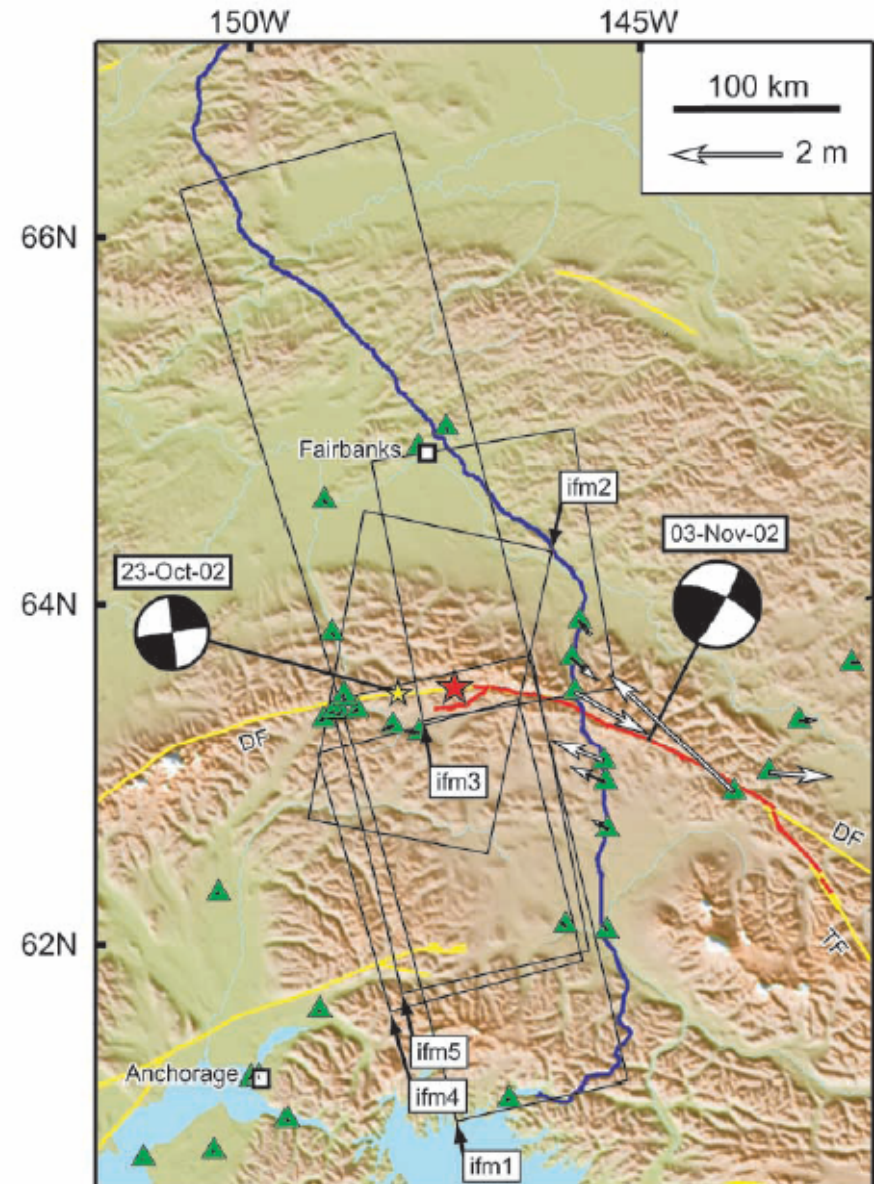 150W
145W
100 km
2 m
66N
Fairbanks
ifm2
03-Nov-02
23-Oct-02
64N
DF
ifm3
DF
62N
TF
ifm5
Anchorage
ifm4
ifm1